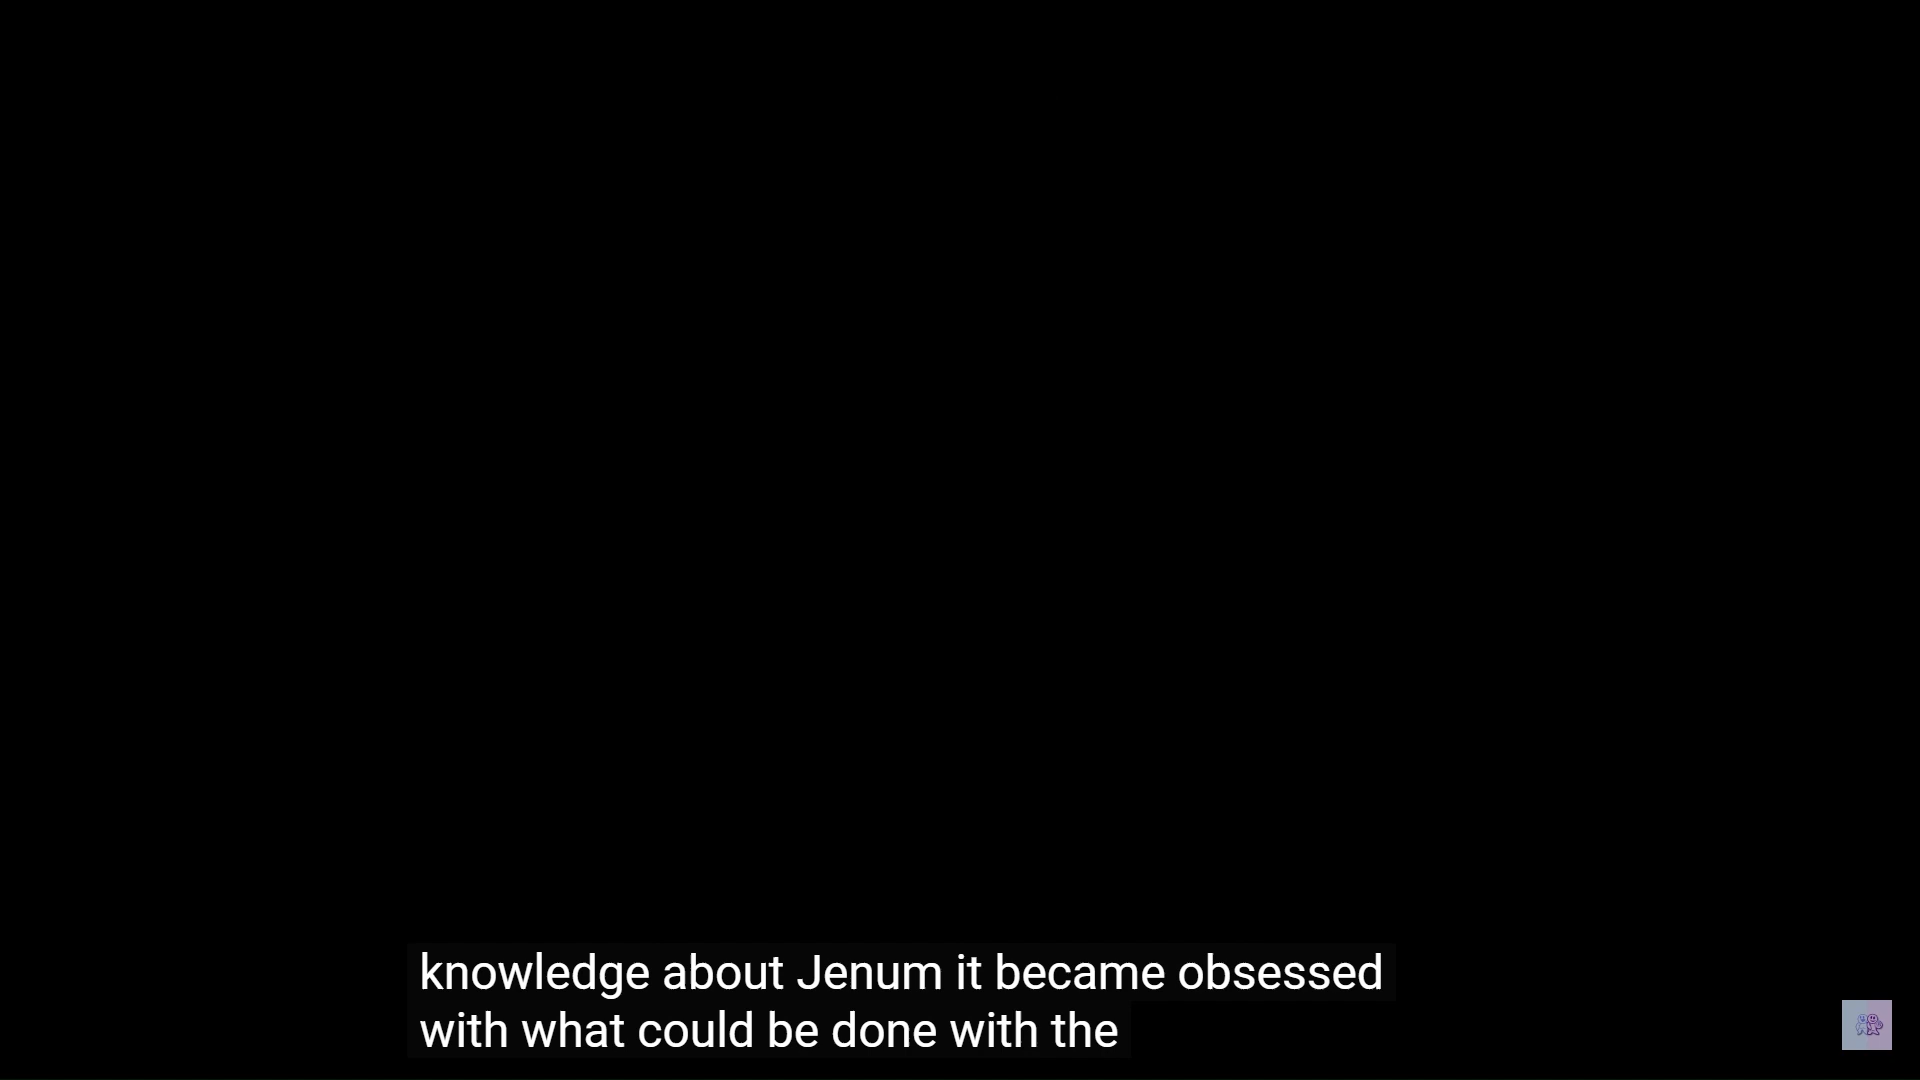 knowledge about Jenum it became obsessed
with what could be done with the